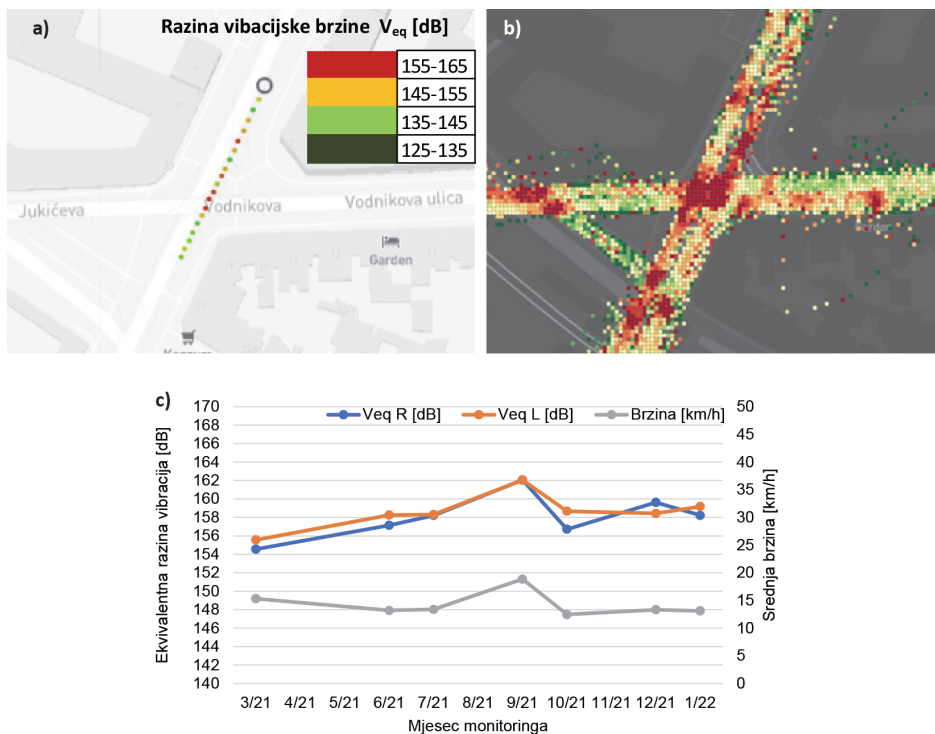 a)
Razina vibacijske brzine Veq [dB]
155-165
145-155
135-145
125-135
Jukićeva
Vodnikova
Vodnikova ulica
Garden
b)
c)
Veq R [dB]
Veq L [dB]
Brzina [km/h]
Ekvivalentna razina vibracija [dB]
170
168
166
164
162
160
158
156
154
152
150
148
146
144
142
140
50
45
40
35
30
25
20
15
10
5
0
Srednja brzina [km/h]
3/21 4/21 5/21 6/21 7/21 8/21 9/21 10/21 11/21 12/21 1/22
Mjesec monitoringa